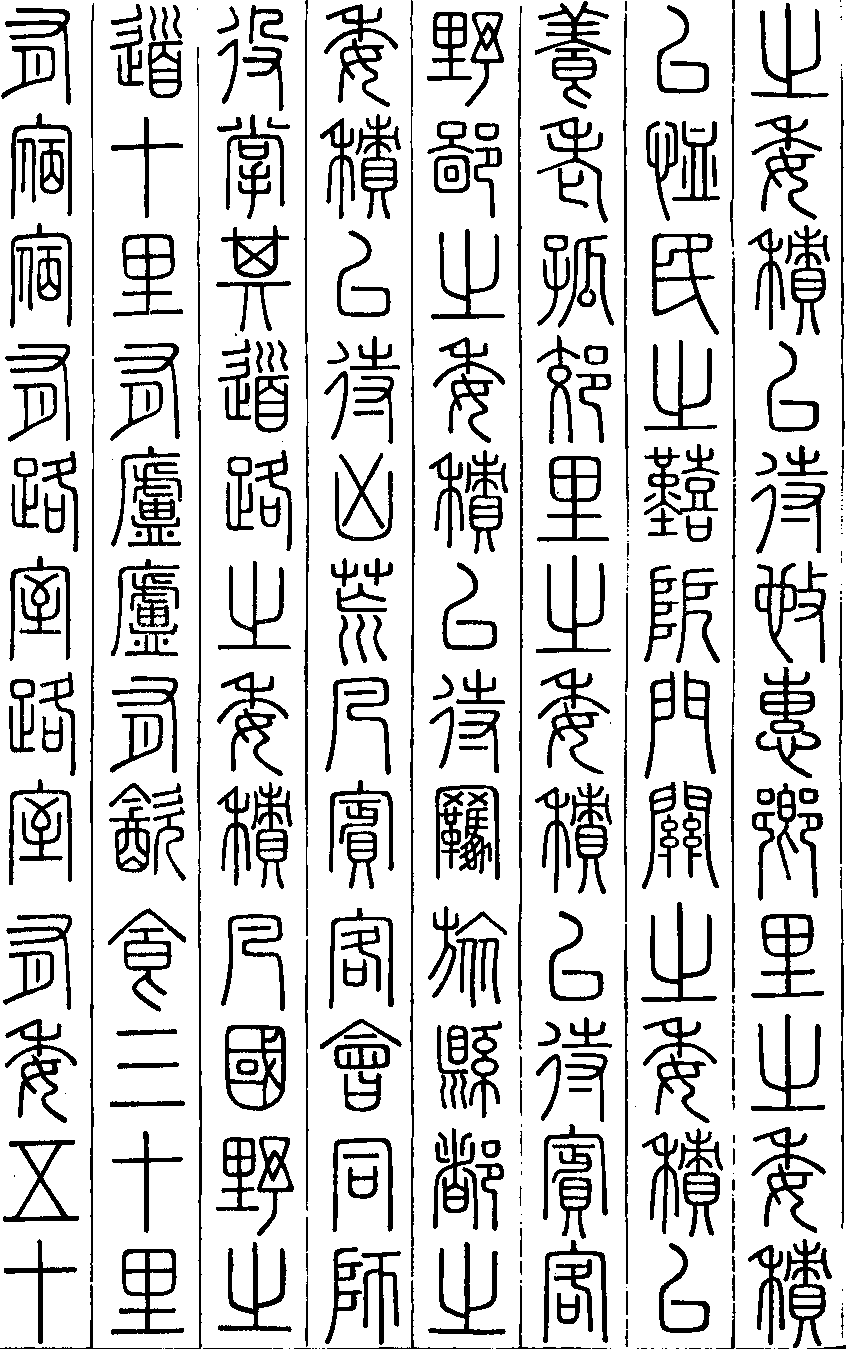 之委積以待施惠鄉里之委積
以恤民之囏阨門關之委積以
養老孤郊里之委積以待賓客
野鄙之委積以待羇旅縣都之
委積以待凶荒凡賓客會同師
役掌其道路之委積凡國野之
道十里有廬廬有飲食三十里
有宿宿有路室路室有委五十